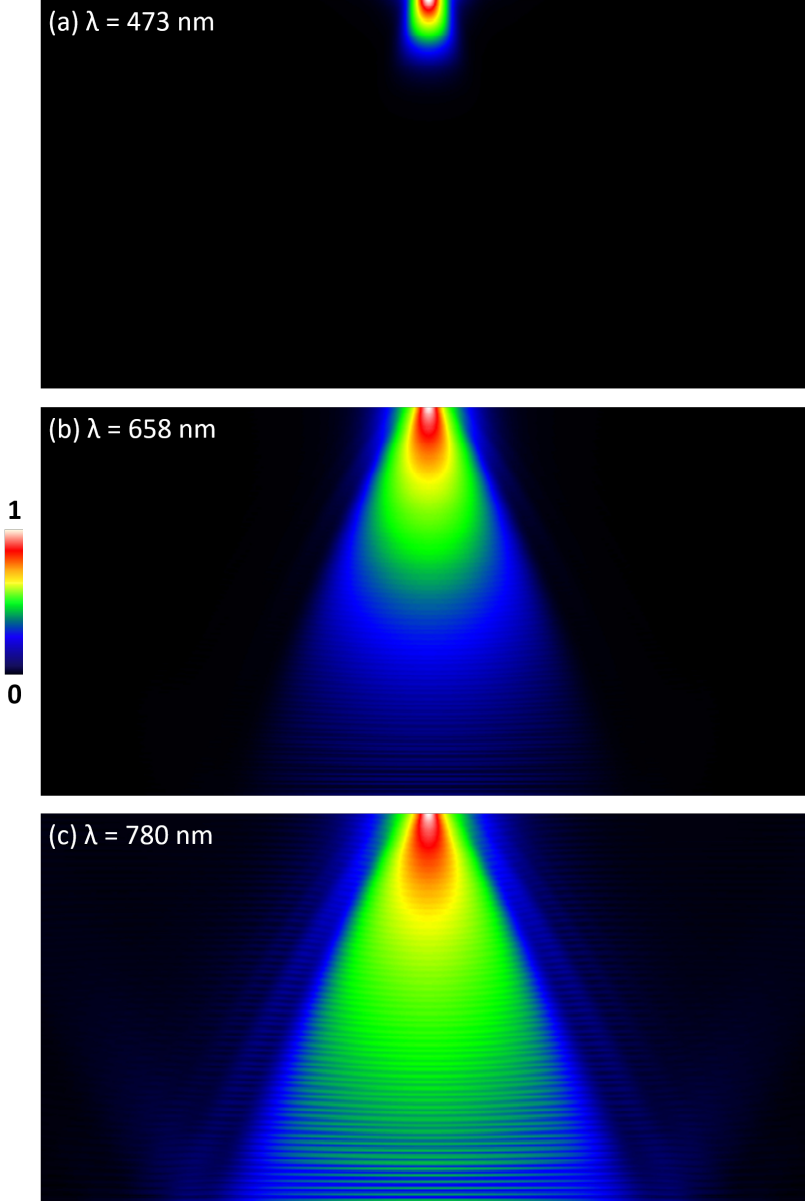 (a) λ = 473 nm
(b) λ = 658 nm
1
0
(c) λ = 780 nm